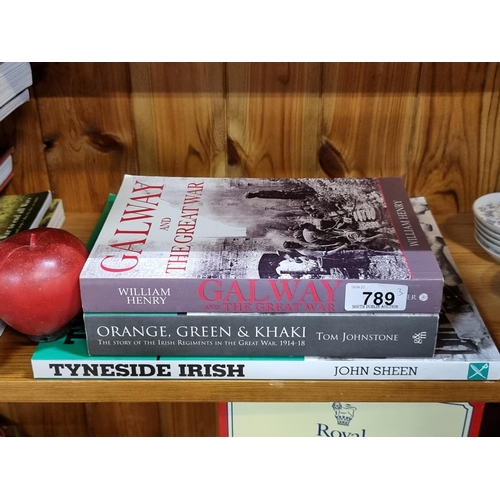 GALWAY
AND
THE GREAT WAR
WILLIAM HENRY
WILLIAM
HENRY
GALWAY
AND THE GREAT WAR
789
3
ORANGE, GREEN & KHAKI
THE STORY OF THE IRISH REGIMENTS IN THE GREAT WAR, 1914-18
TOM JOHNSTONE
TYNESIDE IRISH
JOHN SHEEN
Royal